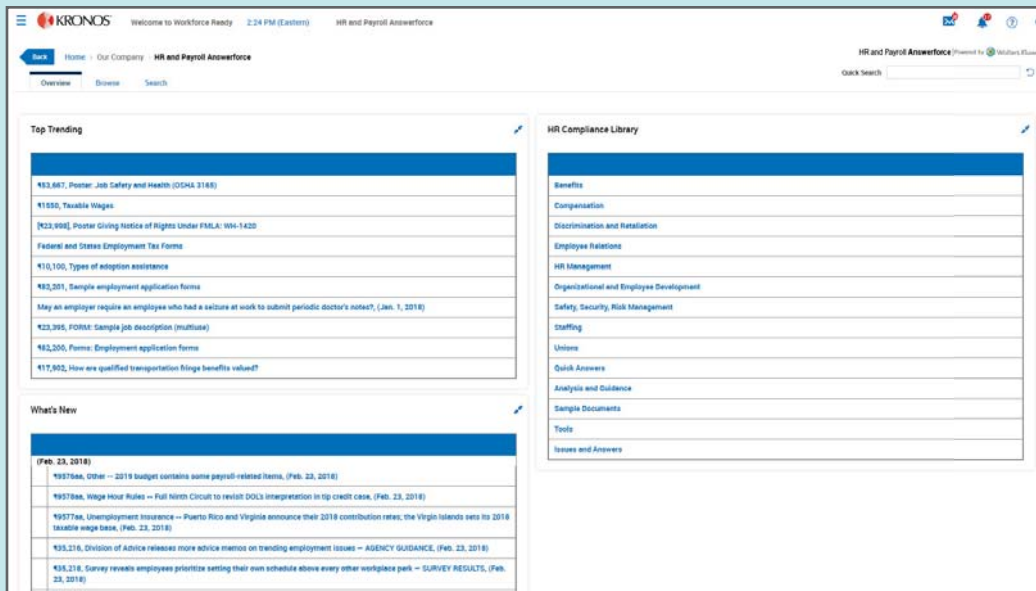 KRONOS Welcome to Workforce Ready 2:24 PM (Eastern) HR and Payroll Answerforce
Back Home > Our Company > HR and Payroll Answerforce
HR and Payroll Answerforce Powered by Wolters Kluwer
Overview Browse Search
Quick Search
Top Trending
¶53,667, Poster: Job Safety and Health (OSHA 3165)
¶1550, Taxable Wages
[¶23,998], Poster Giving Notice of Rights Under FMLA: WH-1420
Federal and States Employment Tax Forms
¶10,100, Types of adoption assistance
¶82,201, Sample employment application forms
May an employer require an employee who had a seizure at work to submit periodic doctor's notes?, (Jan. 1, 2018)
¶23,395, FORM: Sample job description (multiuse)
¶82,200, Forms: Employment application forms
¶17,902, How are qualified transportation fringe benefits valued?
What's New
(Feb. 23, 2018)
¶9576aa, Other -- 2019 budget contains some payroll-related items, (Feb. 23, 2018)
¶9578aa, Wage Hour Rules -- Full Ninth Circuit to revisit DOL's interpretation in tip credit case, (Feb. 23, 2018)
¶9577aa, Unemployment Insurance -- Puerto Rico and Virginia announce their 2018 contribution rates; the Virgin Islands sets its 2018
taxable wage base, (Feb. 23, 2018)
¶35,216, Division of Advice releases more advice memos on trending employment issues — AGENCY GUIDANCE, (Feb. 23, 2018)
¶35,218, Survey reveals employees prioritize setting their own schedule above every other workplace perk — SURVEY RESULTS, (Feb.
23, 2018)
HR Compliance Library
Benefits
Compensation
Discrimination and Retaliation
Employee Relations
HR Management
Organizational and Employee Development
Safety, Security, Risk Management
Staffing
Unions
Quick Answers
Analysis and Guidance
Sample Documents
Tools
Issues and Answers